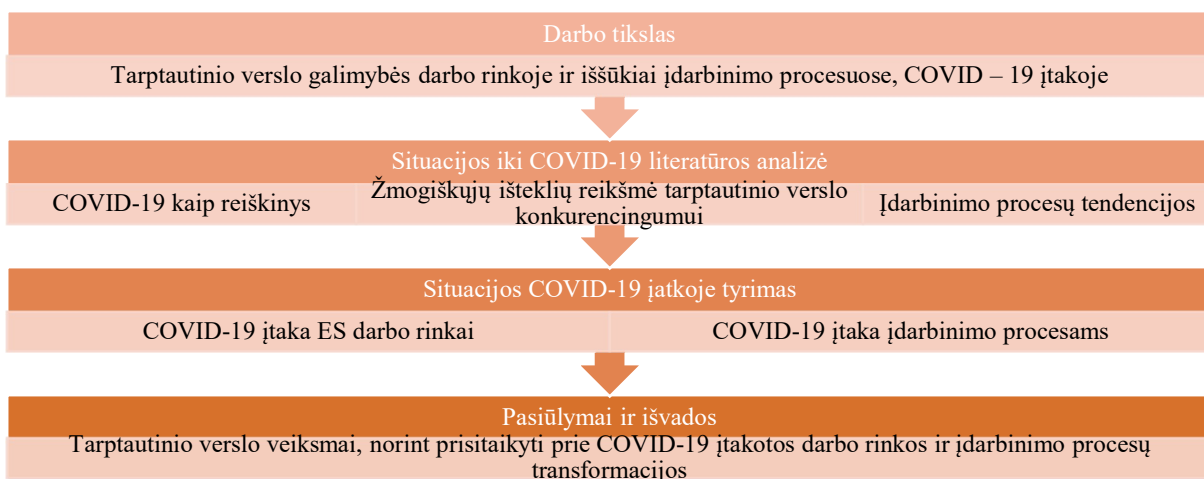 Darbo tikslas
Tarptautinio verslo galimybės darbo rinkoje ir iššūkiai įdarbinimo procesuose, COVID – 19 įtakoje
Situacijos iki COVID-19 literatūros analizė
COVID-19 kaip reiškinys
Žmogiškųjų išteklių reikšmė tarptautinio verslo
konkurencingumui
Įdarbinimo procesų tendencijos
Situacijos COVID-19 įatkoje tyrimas
COVID-19 įtaka ES darbo rinkai
COVID-19 įtaka įdarbinimo procesams
Pasiūlymai ir išvados
Tarptautinio verslo veiksmai, norint prisitaikyti prie COVID-19 įtakotos darbo rinkos ir įdarbinimo procesų
transformacijos